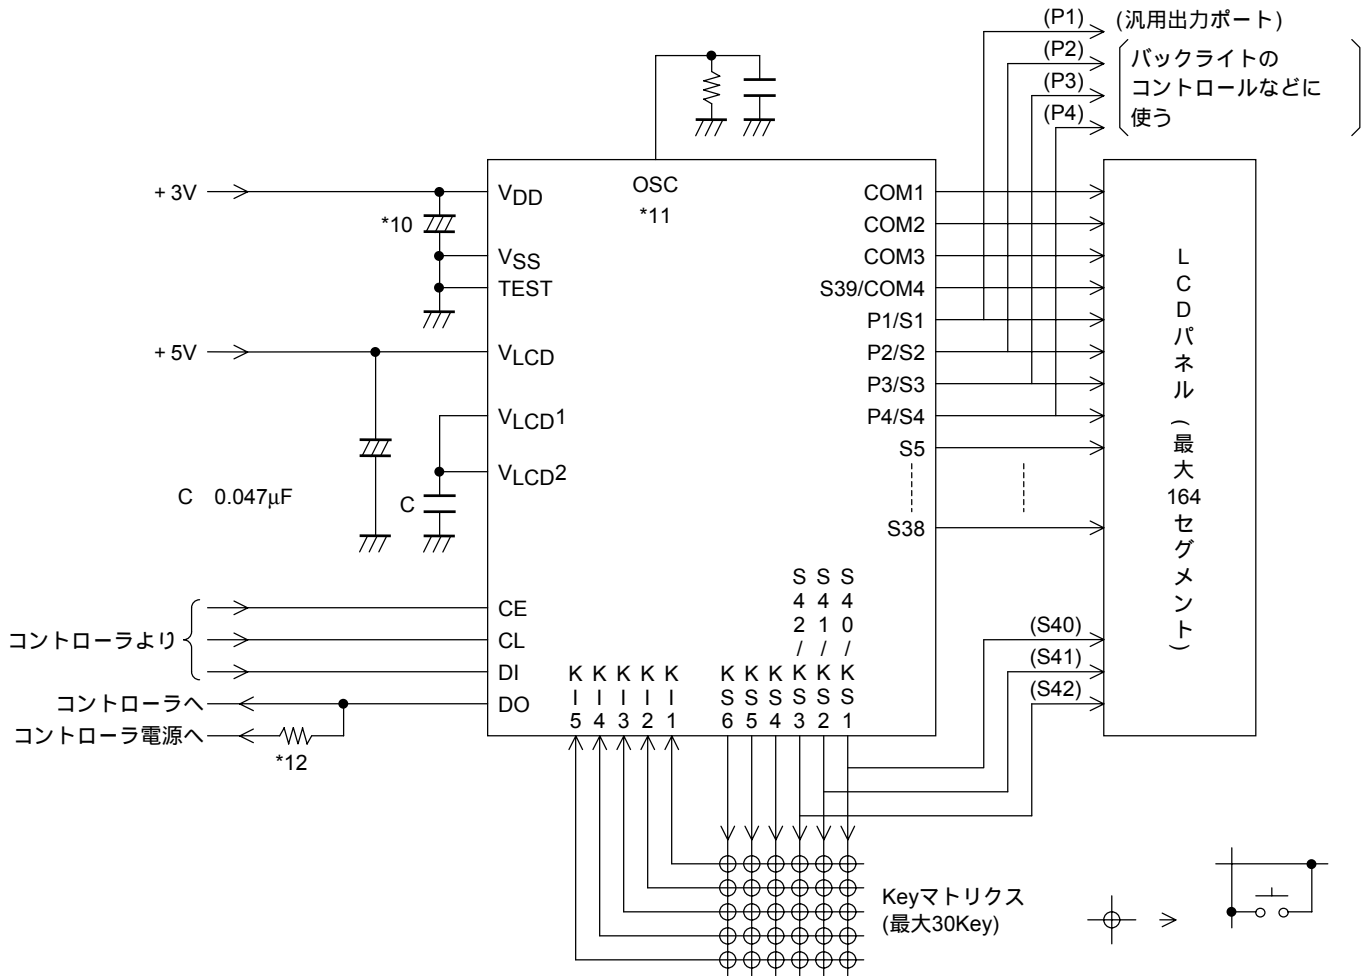 (P1)
(汎用出力ポート)
(P2)
(P3)
(P4)
バックライトの
コントロールなどに
使う
+3V
*10
VDD
VSS
TEST
OSC
*11
+5V
VLCD
VLCD1
VLCD2
C
C 0.047μF
COM1
COM2
COM3
S39/COM4
P1/S1
P2/S2
P3/S3
P4/S4
S5
S38
LCDパネル(最大164セグメント)
コントローラより
CE
CL
DI
DO
コントローラへ
コントローラ電源へ
*12
KI5
KI4
KI3
KI2
KI1
KS6
KS5
KS4
S42/KS3
S41/KS2
S40/KS1
(S40)
(S41)
(S42)
Keyマトリクス
(最大30Key)